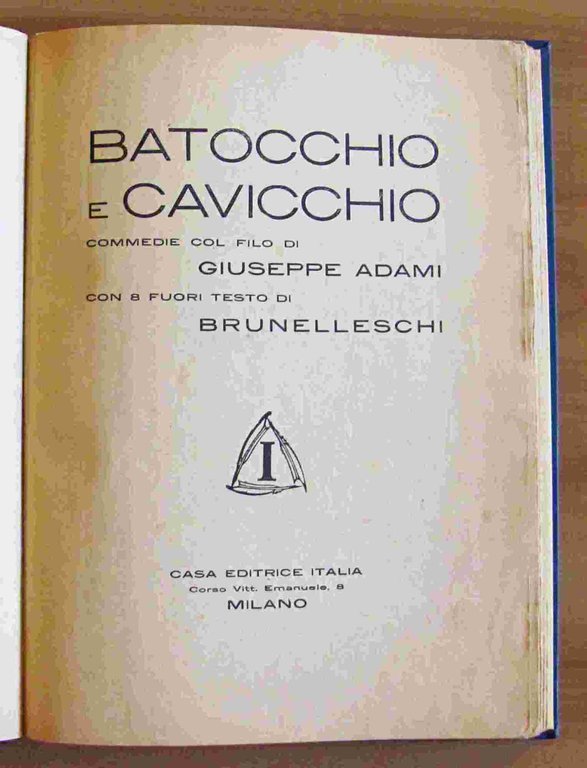 BATOCCHIO
E CAVICCHIO
COMMEDIE COL FILO DI
GIUSEPPE ADAMI
CON 8 FUORI TESTO DI
BRUNELLESCHI
I
CASA EDITRICE ITALIA
Corso Vitt. Emanuele, 8
MILANO